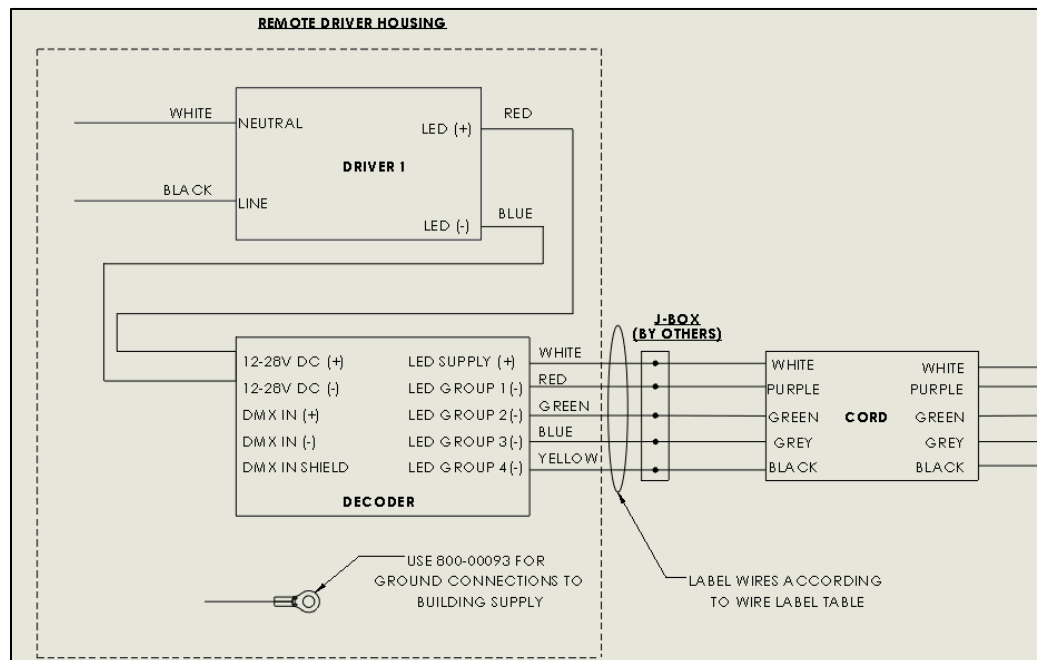 REMOTE DRIVER HOUSING
WHITE
NEUTRAL
LED (+)
RED
DRIVER 1
BLACK
LINE
LED (-)
BLUE
J-BOX
(BY OTHERS)
12-28V DC (+)
LED SUPPLY (+)
WHITE
12-28V DC (-)
LED GROUP 1(-)
RED
DMX IN (+)
LED GROUP 2(-)
GREEN
DMX IN (-)
LED GROUP 3(-)
BLUE
DMX IN SHIELD
LED GROUP 4(-)
YELLOW
DECODER
WHITE
WHITE
PURPLE
PURPLE
GREEN
CORD
GREEN
GREY
GREY
BLACK
BLACK
USE 800-00093 FOR
GROUND CONNECTIONS TO
BUILDING SUPPLY
LABEL WIRES ACCORDING
TO WIRE LABEL TABLE